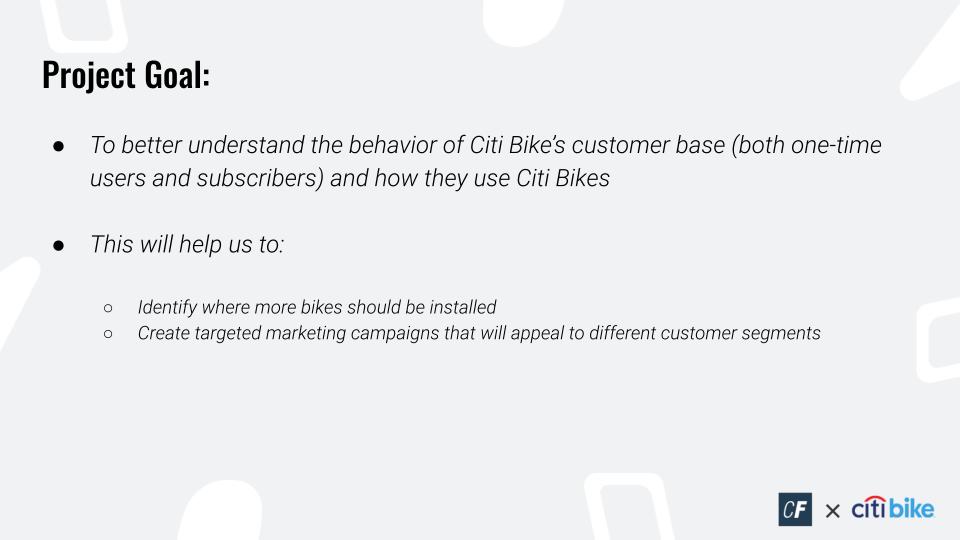 Project Goal:
● To better understand the behavior of Citi Bike’s customer base (both one-time
users and subscribers) and how they use Citi Bikes
● This will help us to:
○ Identify where more bikes should be installed
○ Create targeted marketing campaigns that will appeal to different customer segments
CF × citi bike